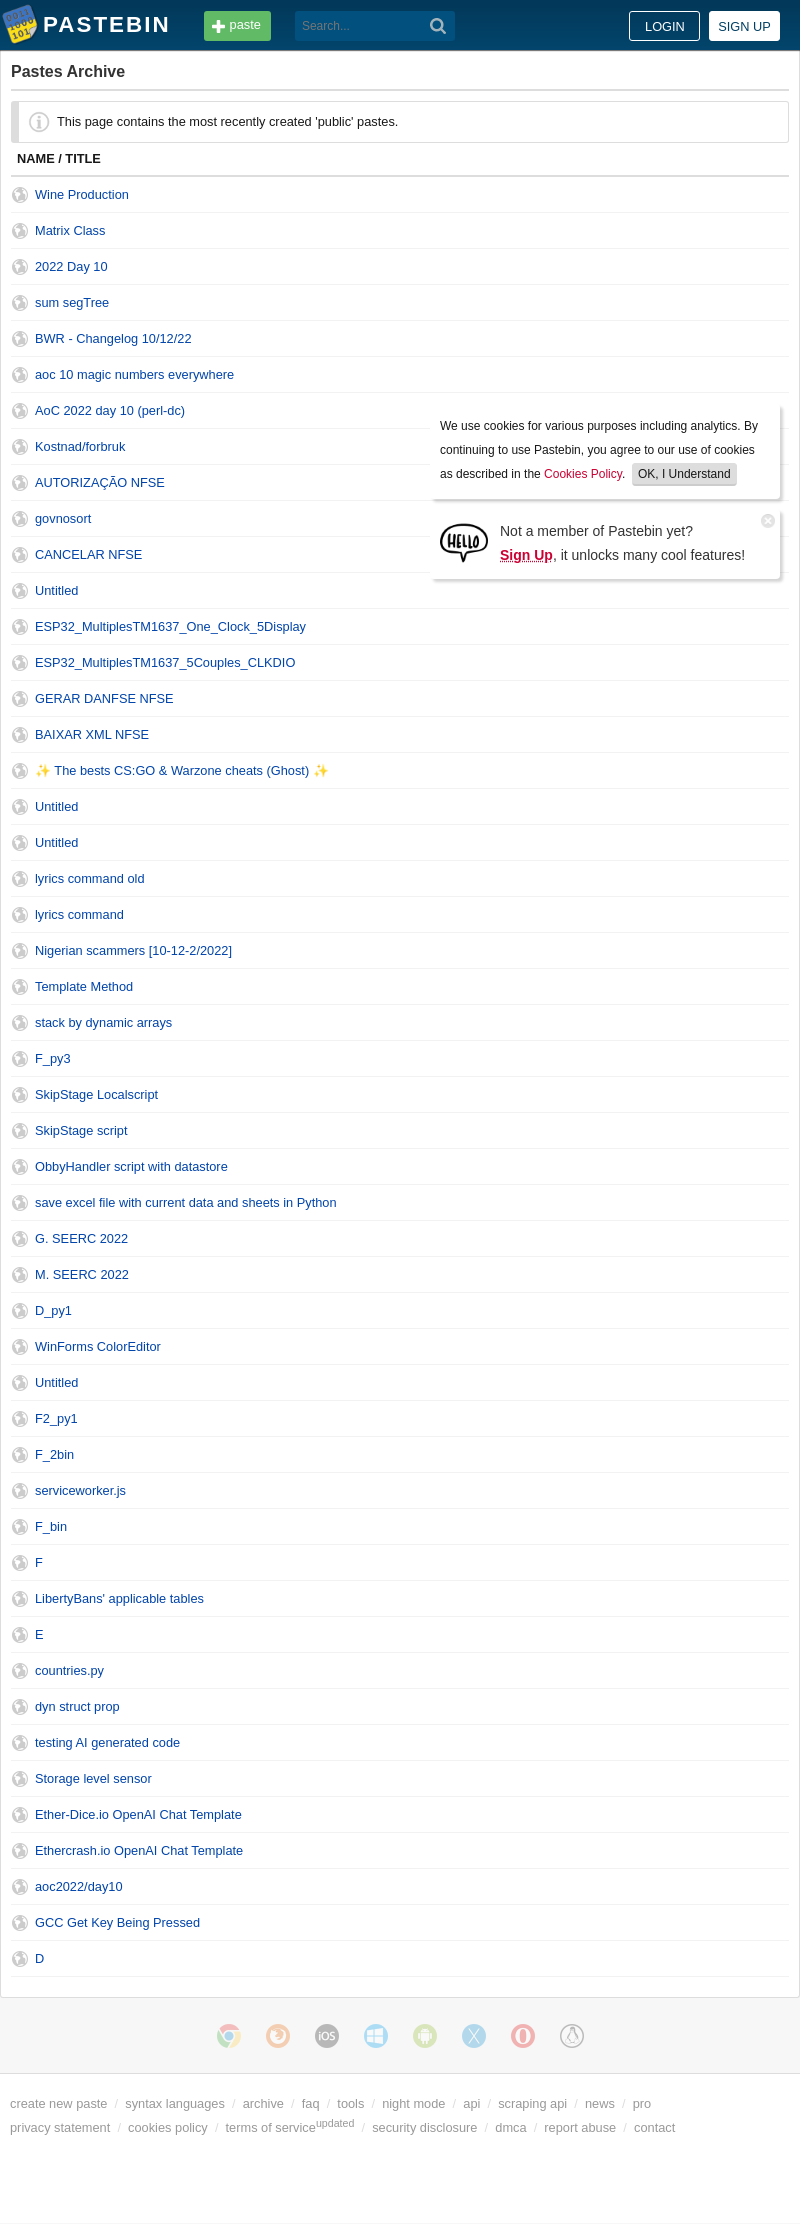 PASTEBIN
paste
Search...
LOGIN
SIGN UP
Pastes Archive
This page contains the most recently created 'public' pastes.
NAME / TITLE
Wine Production
Matrix Class
2022 Day 10
sum segTree
BWR - Changelog 10/12/22
aoc 10 magic numbers everywhere
AoC 2022 day 10 (perl-dc)
Kostnad/forbruk
AUTORIZAÇÃO NFSE
govnosort
CANCELAR NFSE
Untitled
We use cookies for various purposes including analytics. By
continuing to use Pastebin, you agree to our use of cookies
as described in the Cookies Policy. OK, I Understand
HELLO
Not a member of Pastebin yet?
Sign Up, it unlocks many cool features!
ESP32_MultiplesTM1637_One_Clock_5Display
ESP32_MultiplesTM1637_5Couples_CLKDIO
GERAR DANFSE NFSE
BAIXAR XML NFSE
✨ The bests CS:GO & Warzone cheats (Ghost) ✨
Untitled
Untitled
lyrics command old
lyrics command
Nigerian scammers [10-12-2/2022]
Template Method
stack by dynamic arrays
F_py3
SkipStage Localscript
SkipStage script
ObbyHandler script with datastore
save excel file with current data and sheets in Python
G. SEERC 2022
M. SEERC 2022
D_py1
WinForms ColorEditor
Untitled
F2_py1
F_2bin
serviceworker.js
F_bin
F
LibertyBans' applicable tables
E
countries.py
dyn struct prop
testing AI generated code
Storage level sensor
Ether-Dice.io OpenAI Chat Template
Ethercrash.io OpenAI Chat Template
aoc2022/day10
GCC Get Key Being Pressed
D
iOS
create new paste / syntax languages / archive / faq / tools / night mode / api / scraping api / news / pro
privacy statement / cookies policy / terms of serviceupdated / security disclosure / dmca / report abuse / contact